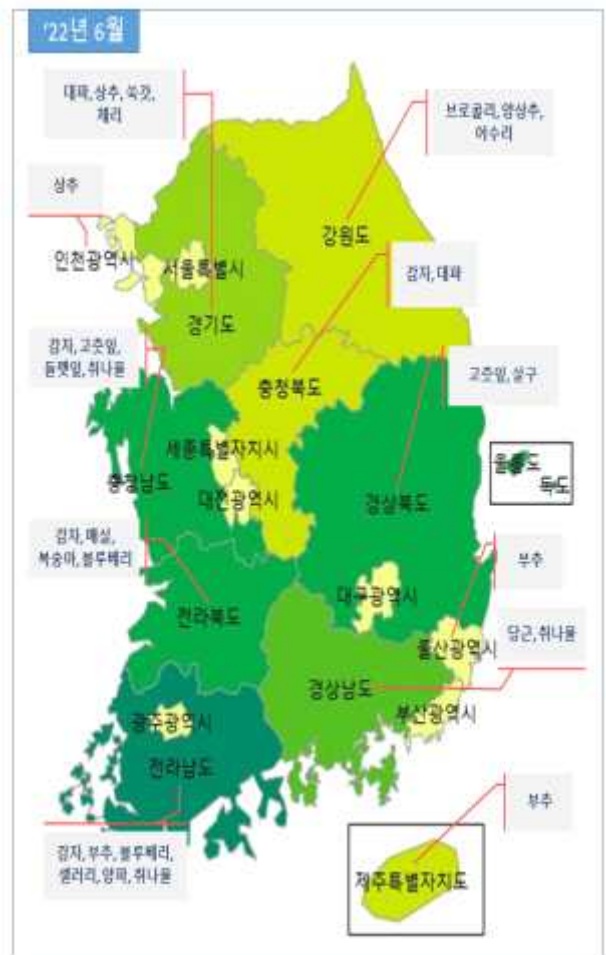 '22년 6월
대파, 상추, 쑥갓,
체리
브로콜리, 양상추,
어수리
상추
강원도
인천광역시
서울특별시
감자, 대파
경기도
감자, 고춧잎,
들깻잎, 취나물
고춧잎, 살구
충청북도
세종특별자치시
울릉도
독도
충청남도
대전광역시
경상북도
감자, 매실,
복숭아, 블루베리
부추
대구광역시
전라북도
당근, 취나물
울산광역시
경상남도
부산광역시
광주광역시
전라남도
부추
감자, 부추, 블루베리,
샐러리, 양파, 취나물
제주특별자치도